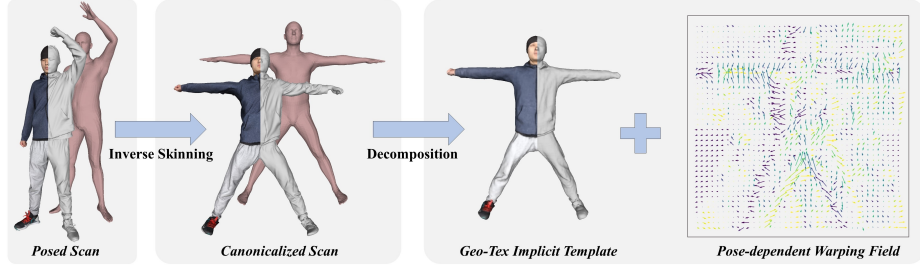 Inverse Skinning
Decomposition
Posed Scan
Canonicalized Scan
Geo-Tex Implicit Template
Pose-dependent Warping Field